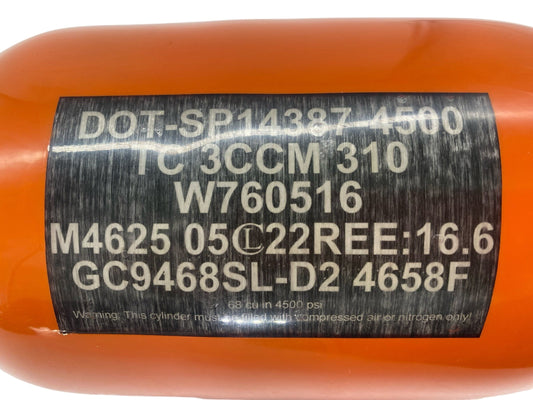 DOT-SP14387-4500
TC 3CCM 310
W760516
M4625 05Ⓛ22REE:16.6
GC9468SL-D2 4658F
68 cu in 4500 psi
Warning: This cylinder must be filled with compressed air or nitrogen only!